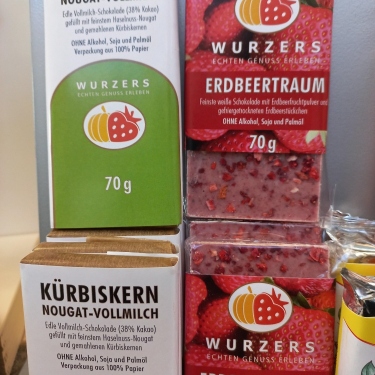 NOUGAT-VOLLMILCH
Edle Vollmilch-Schokolade (38% Kakao)
gefüllt mit feinstem Haselnuss-Nougat
und gemahlenen Kürbiskernen
OHNE Alkohol, Soja und Palmöl
Verpackung aus 100% Papier
WURZERS
ECHTEN GENUSS ERLEBEN
70 g
WURZERS
ECHTEN GENUSS ERLEBEN
ERDBEERTRAUM
Feinste weiße Schokolade mit Erdbeerfruchtpulver und
gefriergetrockneten Erdbeerstückchen
OHNE Alkohol, Soja und Palmöl
70 g
KÜRBISKERN
NOUGAT-VOLLMILCH
Edle Vollmilch-Schokolade (38% Kakao)
gefüllt mit feinstem Haselnuss-Nougat
und gemahlenen Kürbiskernen
OHNE Alkohol, Soja und Palmöl
Verpackung aus 100% Papier
WURZERS
ECHTEN GENUSS ERLEBEN